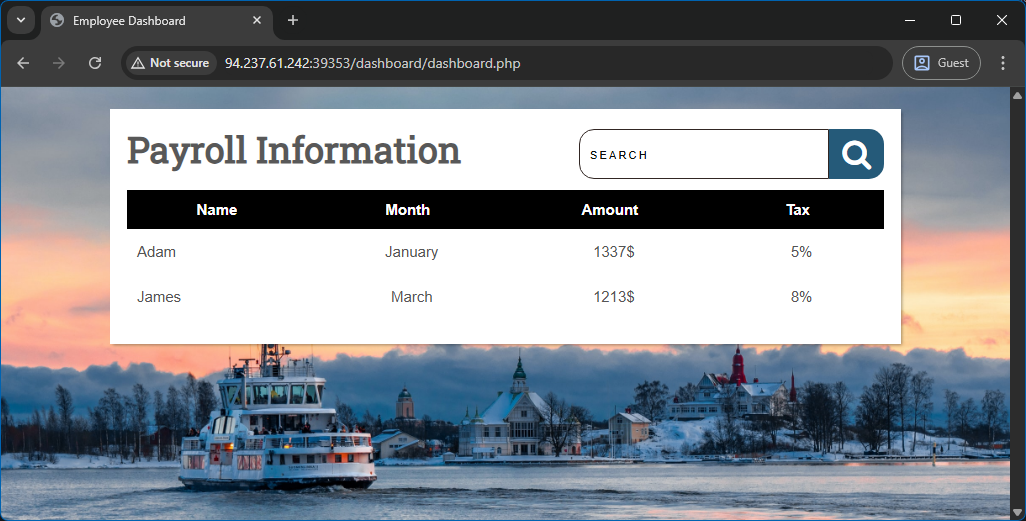 Employee Dashboard
Not secure 94.237.61.242:39353/dashboard/dashboard.php Guest
Payroll Information
SEARCH
Name Month Amount Tax
Adam January 1337$ 5%
James March 1213$ 8%